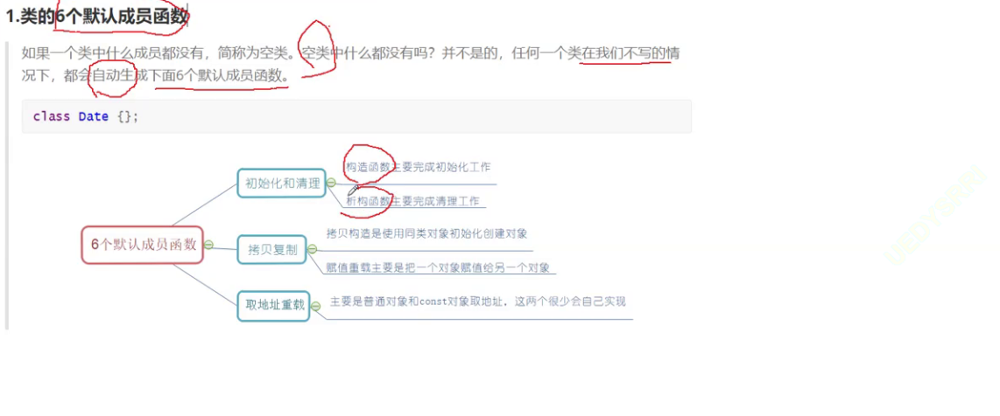 1.类的6个默认成员函数
如果一个类中什么成员都没有，简称为空类。空类中什么都没有吗？并不是的，任何一个类在我们不写的情
况下，都会自动生成下面6个默认成员函数。
class Date {};
构造函数主要完成初始化工作
初始化和清理
析构函数主要完成清理工作
拷贝构造是使用同类对象初始化创建对象
6个默认成员函数
拷贝复制
赋值重载主要是把一个对象赋值给另一个对象
取地址重载
主要是普通对象和const对象取地址，这两个很少会自己实现